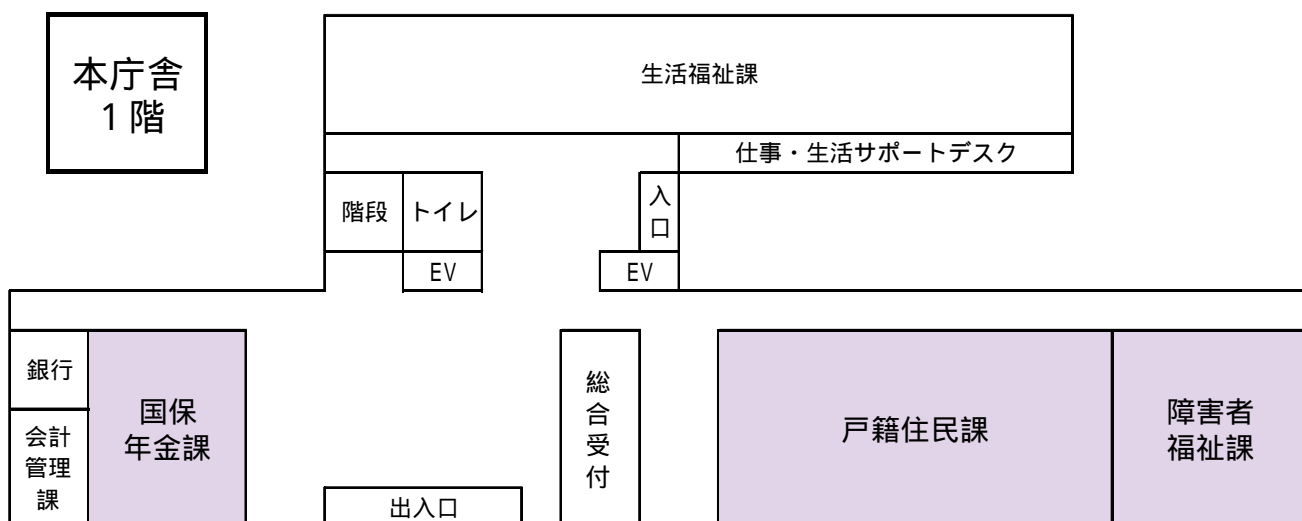 本庁舎
1階
生活福祉課
仕事・生活サポートデスク
階段
トイレ
入口
EV
EV
銀行
国保
年金課
会計
管理
課
総合受付
戸籍住民課
障害者
福祉課
出入口